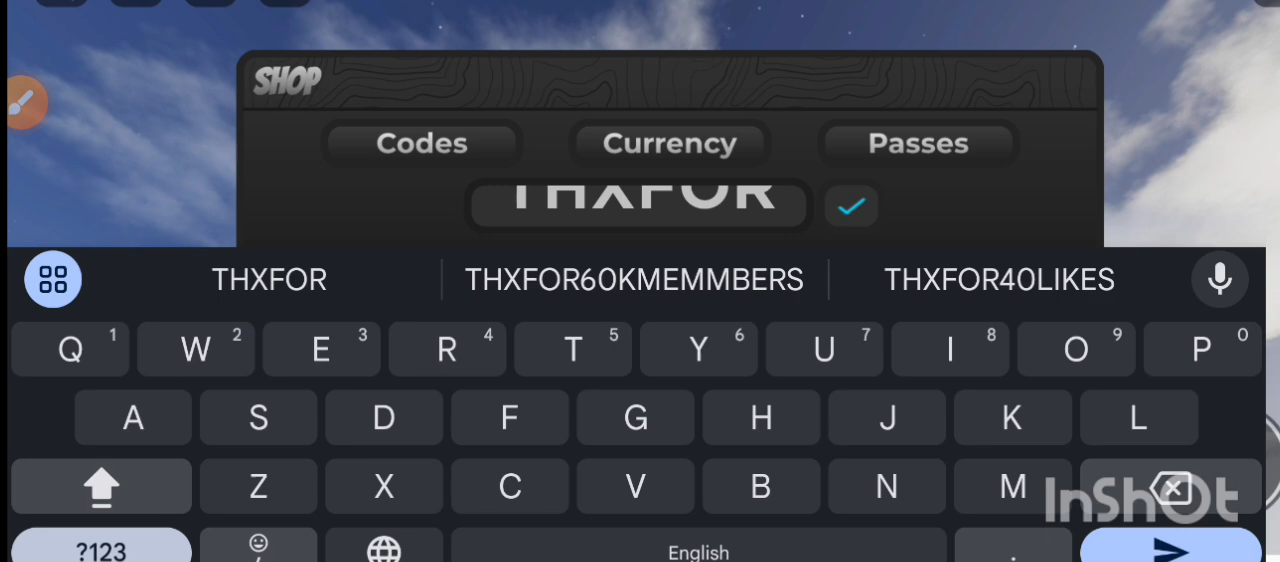 SHOP
Codes Currency Passes
THXFOR
THXFOR THXFOR60KMEMMBERS THXFOR40LIKES
Q 1 W 2 E 3 R 4 T 5 Y 6 U 7 I 8 O 9 P 0
A S D F G H J K L
Z X C V B N M
InShOt
?123 , English .